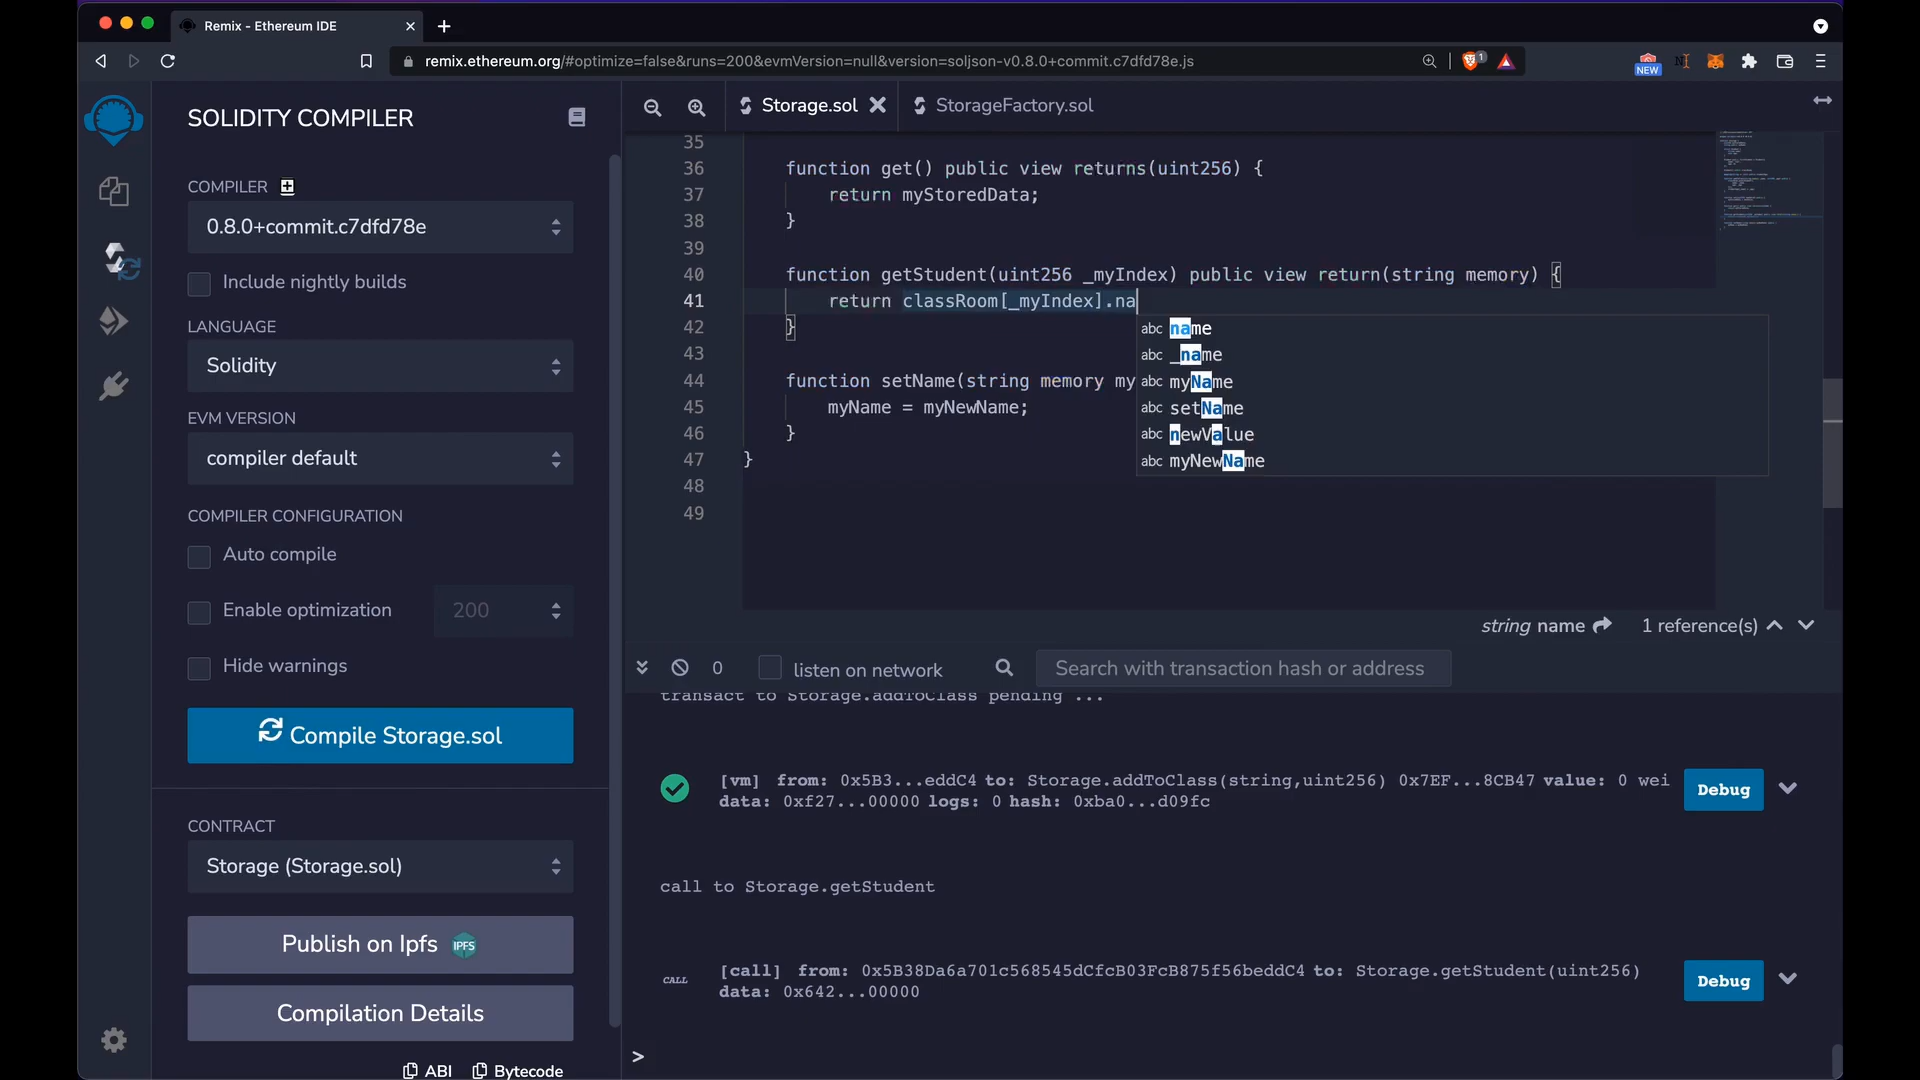 Remix - Ethereum IDE
remix.ethereum.org/#optimize=false&runs=200&evmVersion=null&version=soljson-v0.8.0+commit.c7dfd78e.js
1
NEW
SOLIDITY COMPILER
COMPILER
0.8.0+commit.c7dfd78e
Include nightly builds
LANGUAGE
Solidity
EVM VERSION
compiler default
COMPILER CONFIGURATION
Auto compile
Enable optimization
200
Hide warnings
Compile Storage.sol
CONTRACT
Storage (Storage.sol)
Publish on Ipfs IPFS
Compilation Details
ABI Bytecode
Storage.sol
StorageFactory.sol
35
36 function get() public view returns(uint256) {
37 return myStoredData;
38 }
39
40 function getStudent(uint256 _myIndex) public view return(string memory) {
41 return classRoom[_myIndex].na
42 }
43
44 function setName(string memory my
45 myName = myNewName;
46 }
47 }
48
49
abc name
abc _name
abc myName
abc setName
abc newValue
abc myNewName
string name 1 reference(s)
0 listen on network Search with transaction hash or address
transact to Storage.addToClass pending ...
[vm] from: 0x5B3...eddC4 to: Storage.addToClass(string,uint256) 0x7EF...8CB47 value: 0 wei
data: 0xf27...00000 logs: 0 hash: 0xba0...d09fc
Debug
call to Storage.getStudent
CALL [call] from: 0x5B38Da6a701c568545dCfcB03FcB875f56beddC4 to: Storage.getStudent(uint256)
data: 0x642...00000
Debug
>